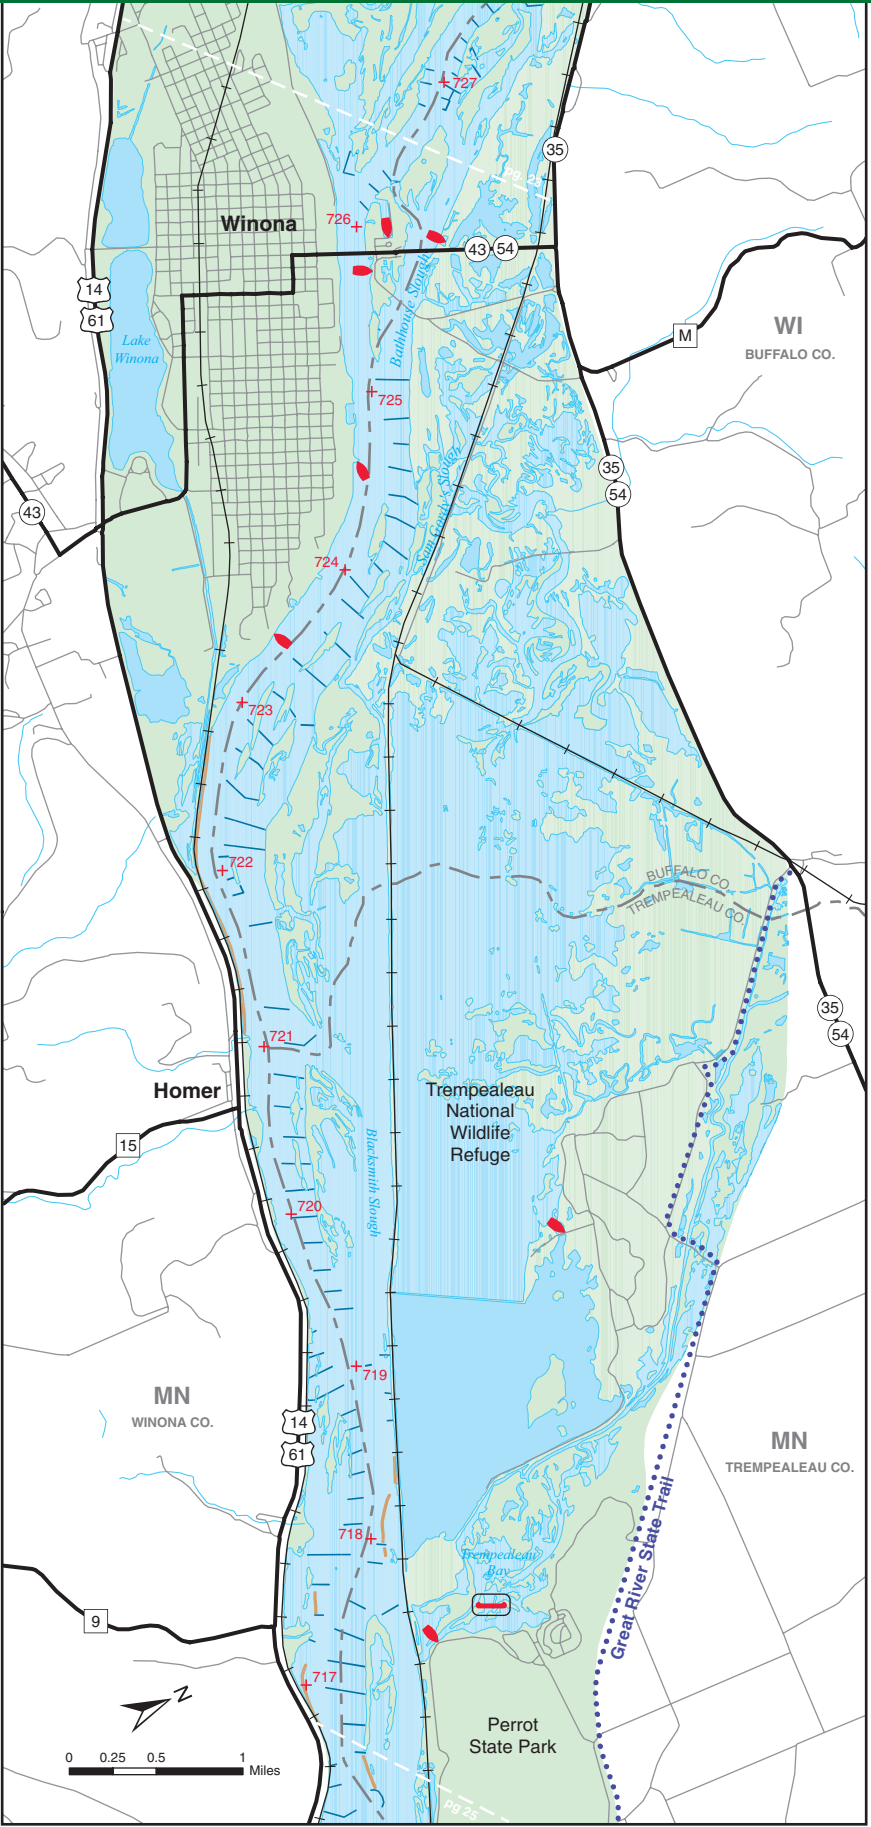 727
35
pg. 23
726
Winona
43
54
14
61
Lake
Winona
Bathhouse Slough
M
WI
BUFFALO CO.
725
35
54
Sam Gordy's Slough
43
724
723
722
BUFFALO CO.
TREMPEALEAU CO.
35
54
721
Homer
Trempealeau
National
Wildlife
Refuge
15
Blacksmith Slough
720
719
MN
WINONA CO.
14
61
MN
TREMPEALEAU CO.
Great River State Trail
718
Trempealeau
Bay
9
717
N
Perrot
State Park
0 0.25 0.5 1
Miles
pg 25